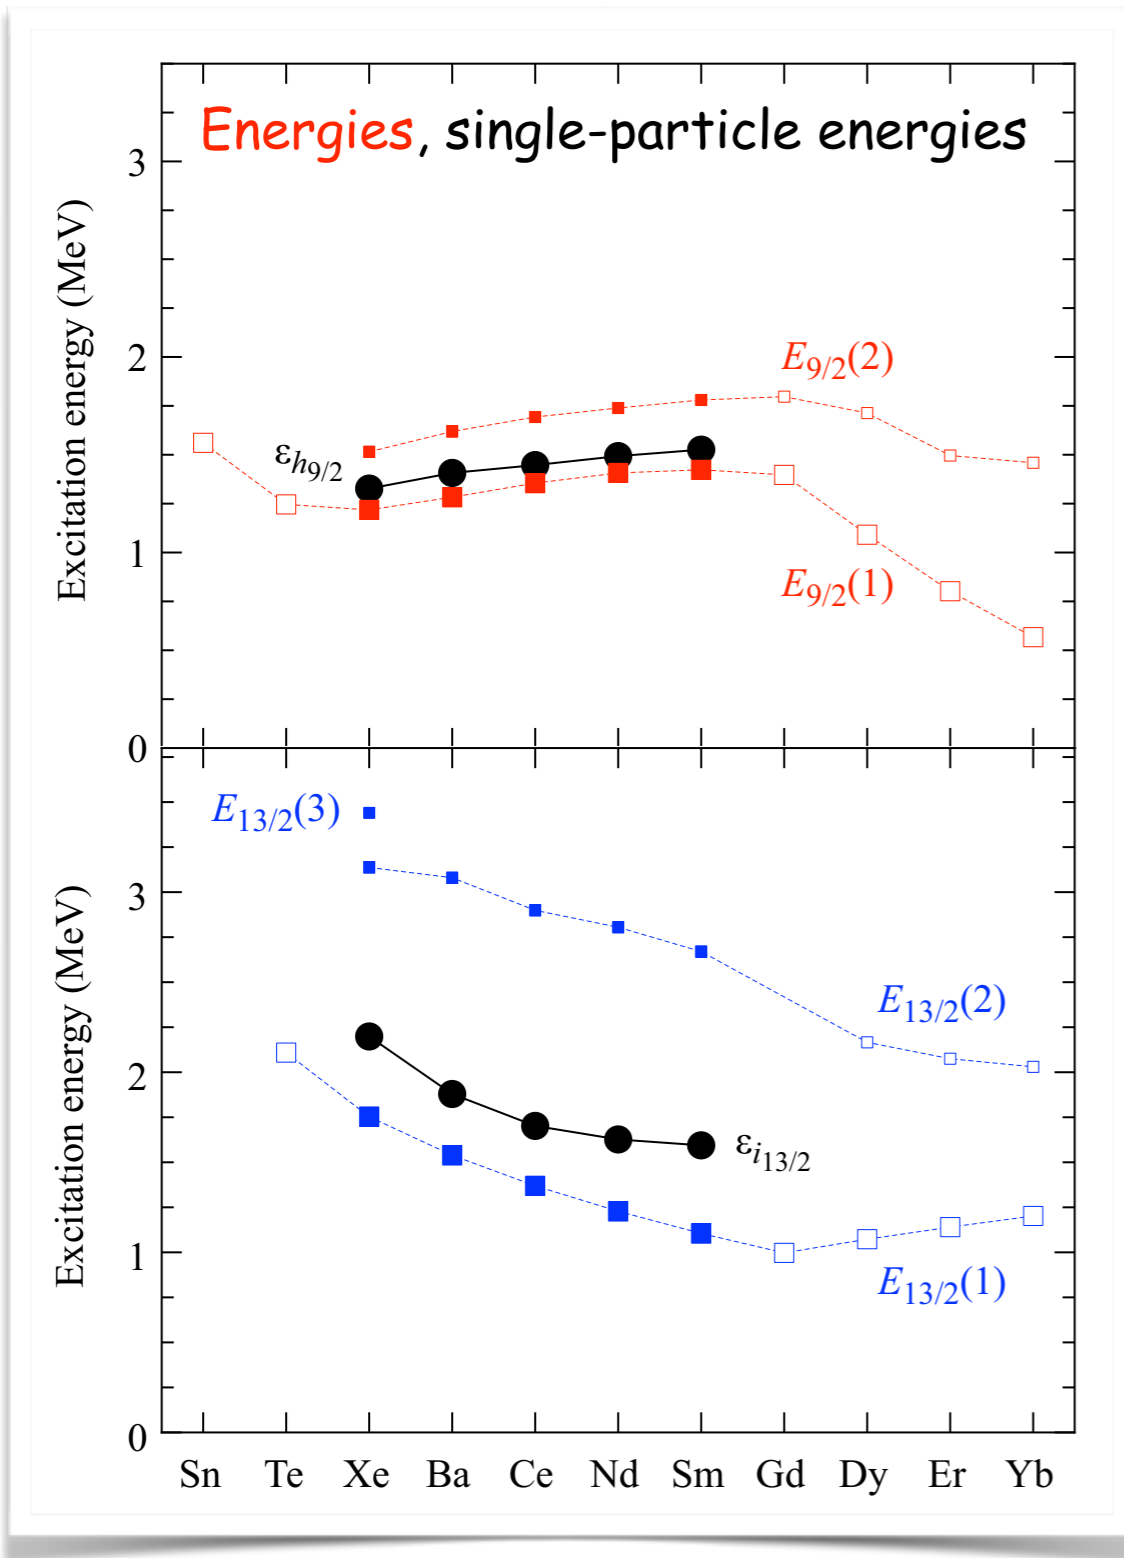 Energies, single-particle energies
Excitation energy (MeV)
3
2
1
0
E9/2(2)
εh9/2
E9/2(1)
Excitation energy (MeV)
3
2
1
0
E13/2(3)
E13/2(2)
εi13/2
E13/2(1)
Sn Te Xe Ba Ce Nd Sm Gd Dy Er Yb